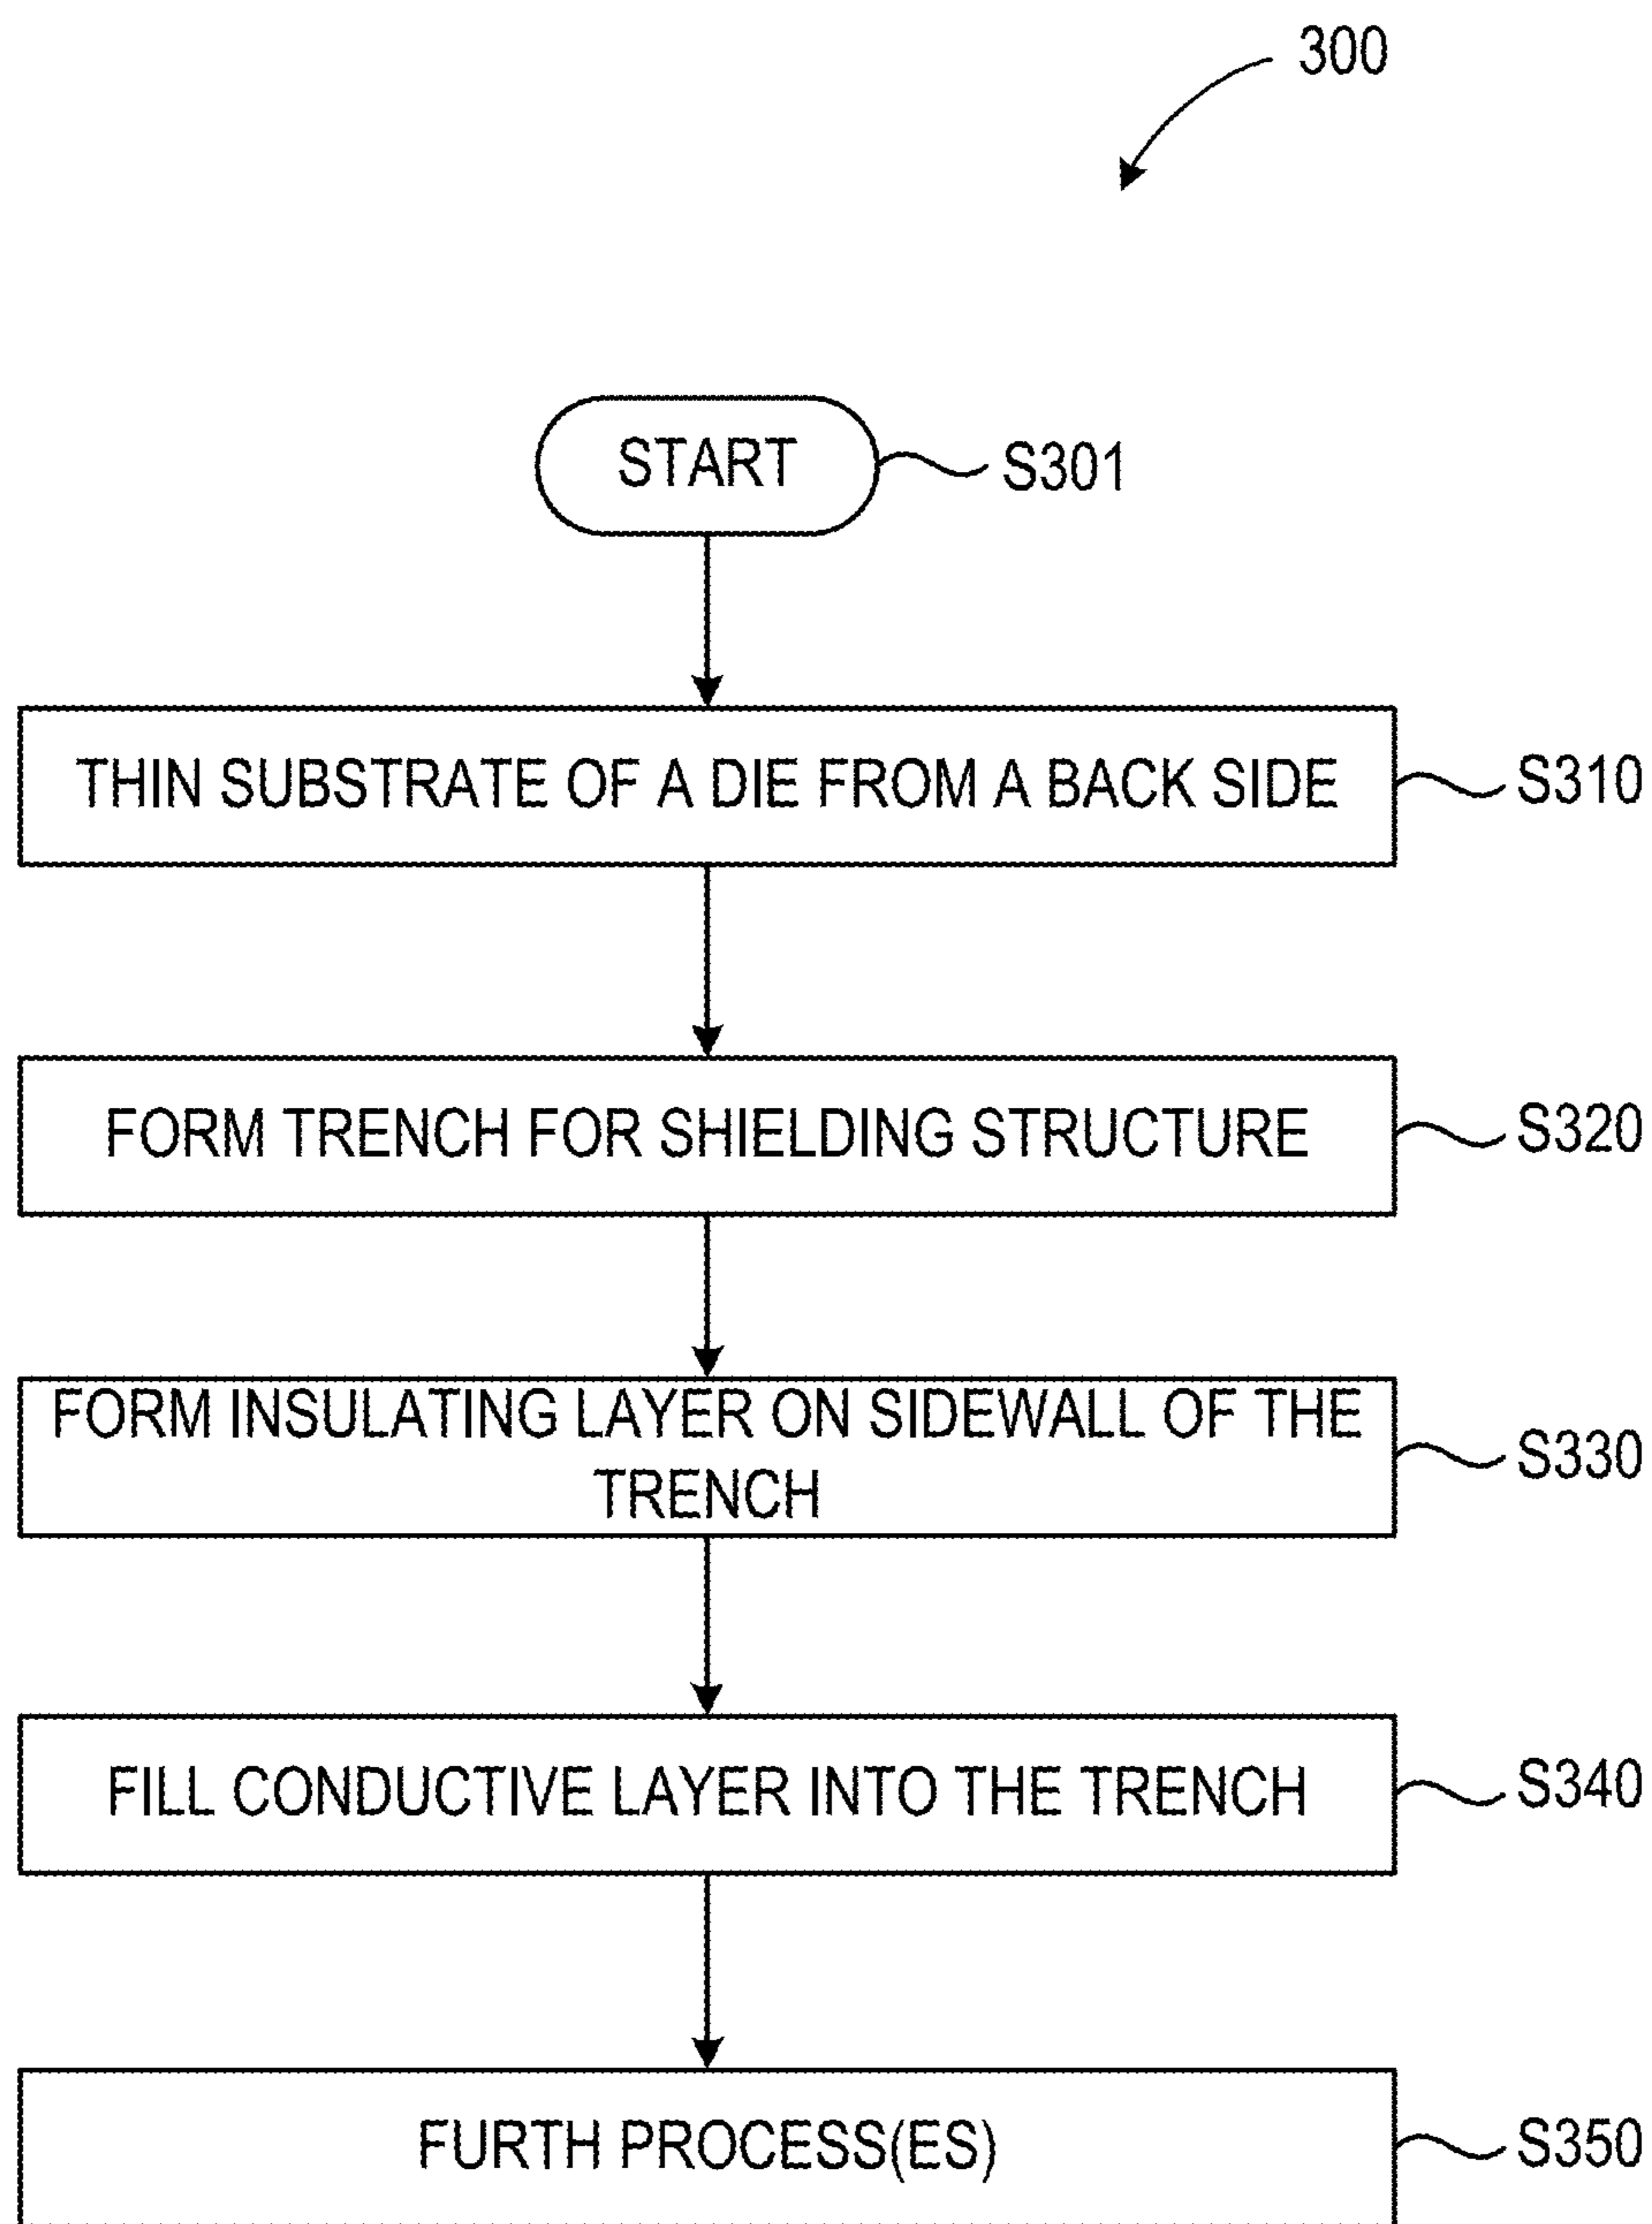 300
START
S301
THIN SUBSTRATE OF A DIE FROM A BACK SIDE
S310
FORM TRENCH FOR SHIELDING STRUCTURE
S320
FORM INSULATING LAYER ON SIDEWALL OF THE
TRENCH
S330
FILL CONDUCTIVE LAYER INTO THE TRENCH
S340
FURTH PROCESS(ES)
S350